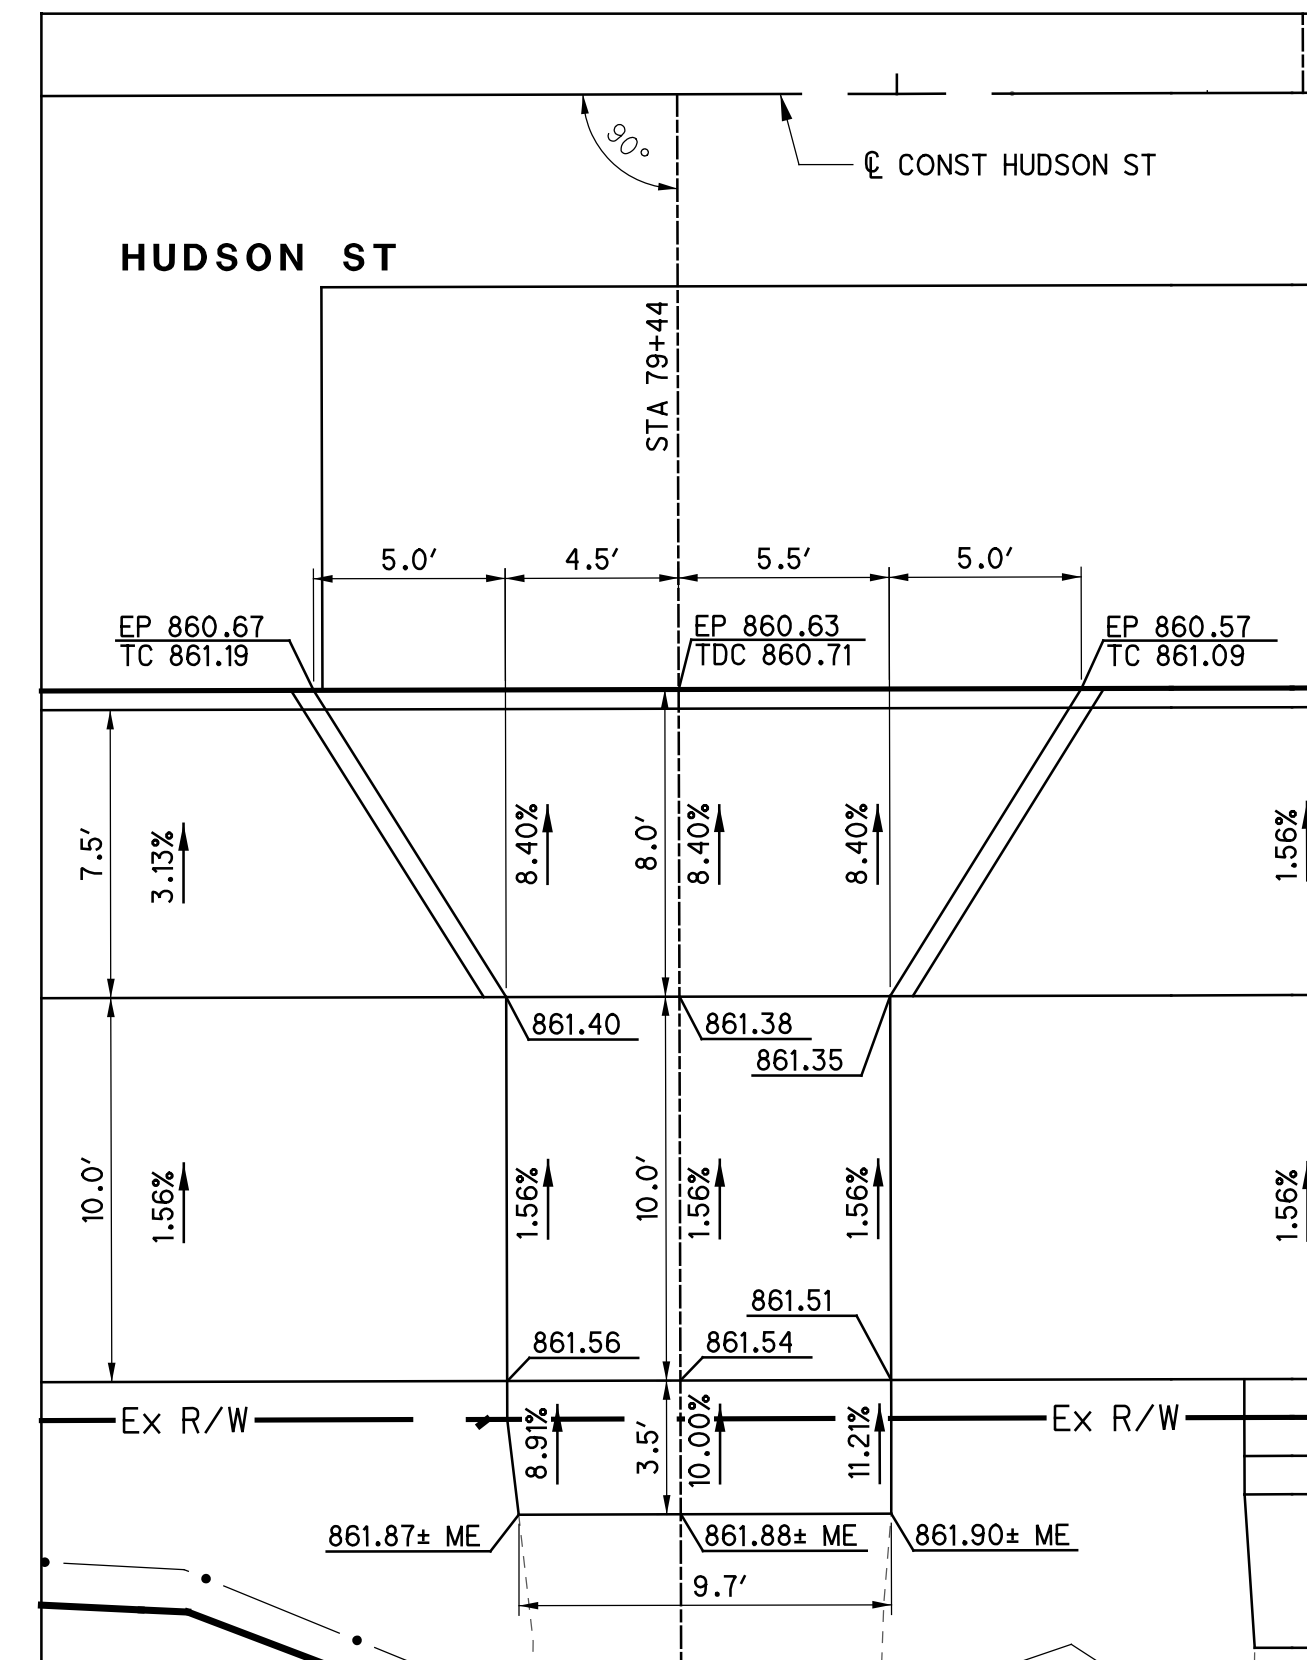 90°
℄ CONST HUDSON ST
HUDSON ST
STA 79+44
5.0′
4.5′
5.5′
5.0′
EP 860.67
TC 861.19
EP 860.63
TDC 860.71
EP 860.57
TC 861.09
7.5′
3.13%
8.40%
8.0′
8.40%
8.40%
1.56%
861.40
861.38
861.35
10.0′
1.56%
1.56%
10.0′
1.56%
1.56%
1.56%
861.51
861.56
861.54
Ex R/W
8.91%
3.5′
10.00%
11.21%
Ex R/W
861.87± ME
861.88± ME
861.90± ME
9.7′